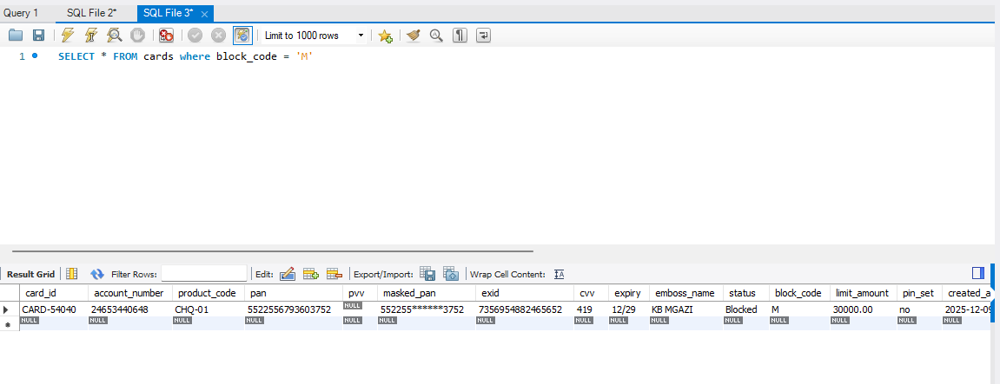 Query 1 SQL File 2* SQL File 3* ×
Limit to 1000 rows
1 SELECT * FROM cards where block_code = 'M'
Result Grid Filter Rows: Edit: Export/Import: Wrap Cell Content:
card_id account_number product_code pan pvv masked_pan exid cvv expiry emboss_name status block_code limit_amount pin_set created_a
CARD-54040 24653440648 CHQ-01 5522556793603752 NULL 552255******3752 7356954882465652 419 12/29 KB MGAZI Blocked M 30000.00 no 2025-12-09
NULL NULL NULL NULL NULL NULL NULL NULL NULL NULL NULL NULL NULL NULL NULL